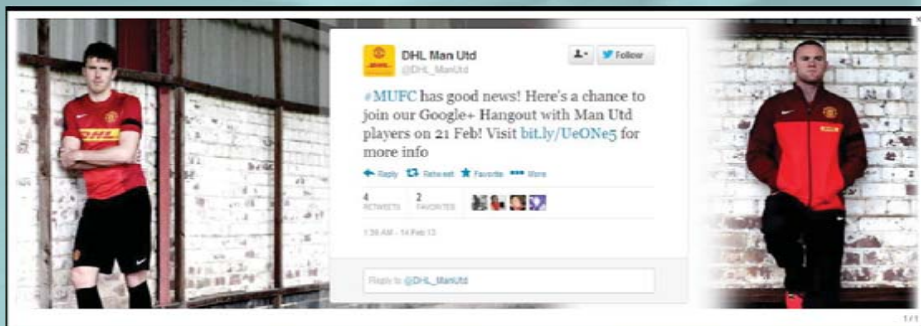 DHL Man Utd
@DHL_ManUtd
Follow
#MUFC has good news! Here's a chance to
join our Google+ Hangout with Man Utd
players on 21 Feb! Visit bit.ly/UeONe5 for
more info
Reply Retweet Favorite More
4 2
RETWEETS FAVORITES
1:36 AM - 14 Feb 13
Reply to @DHL_ManUtd
DHL
1 / 1